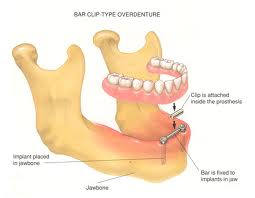 BAR CLIP-TYPE OVERDENTURE
Clip is attached
inside the prosthesis
Implant placed
in jawbone
Jawbone
Bar is fixed to
implants in jaw